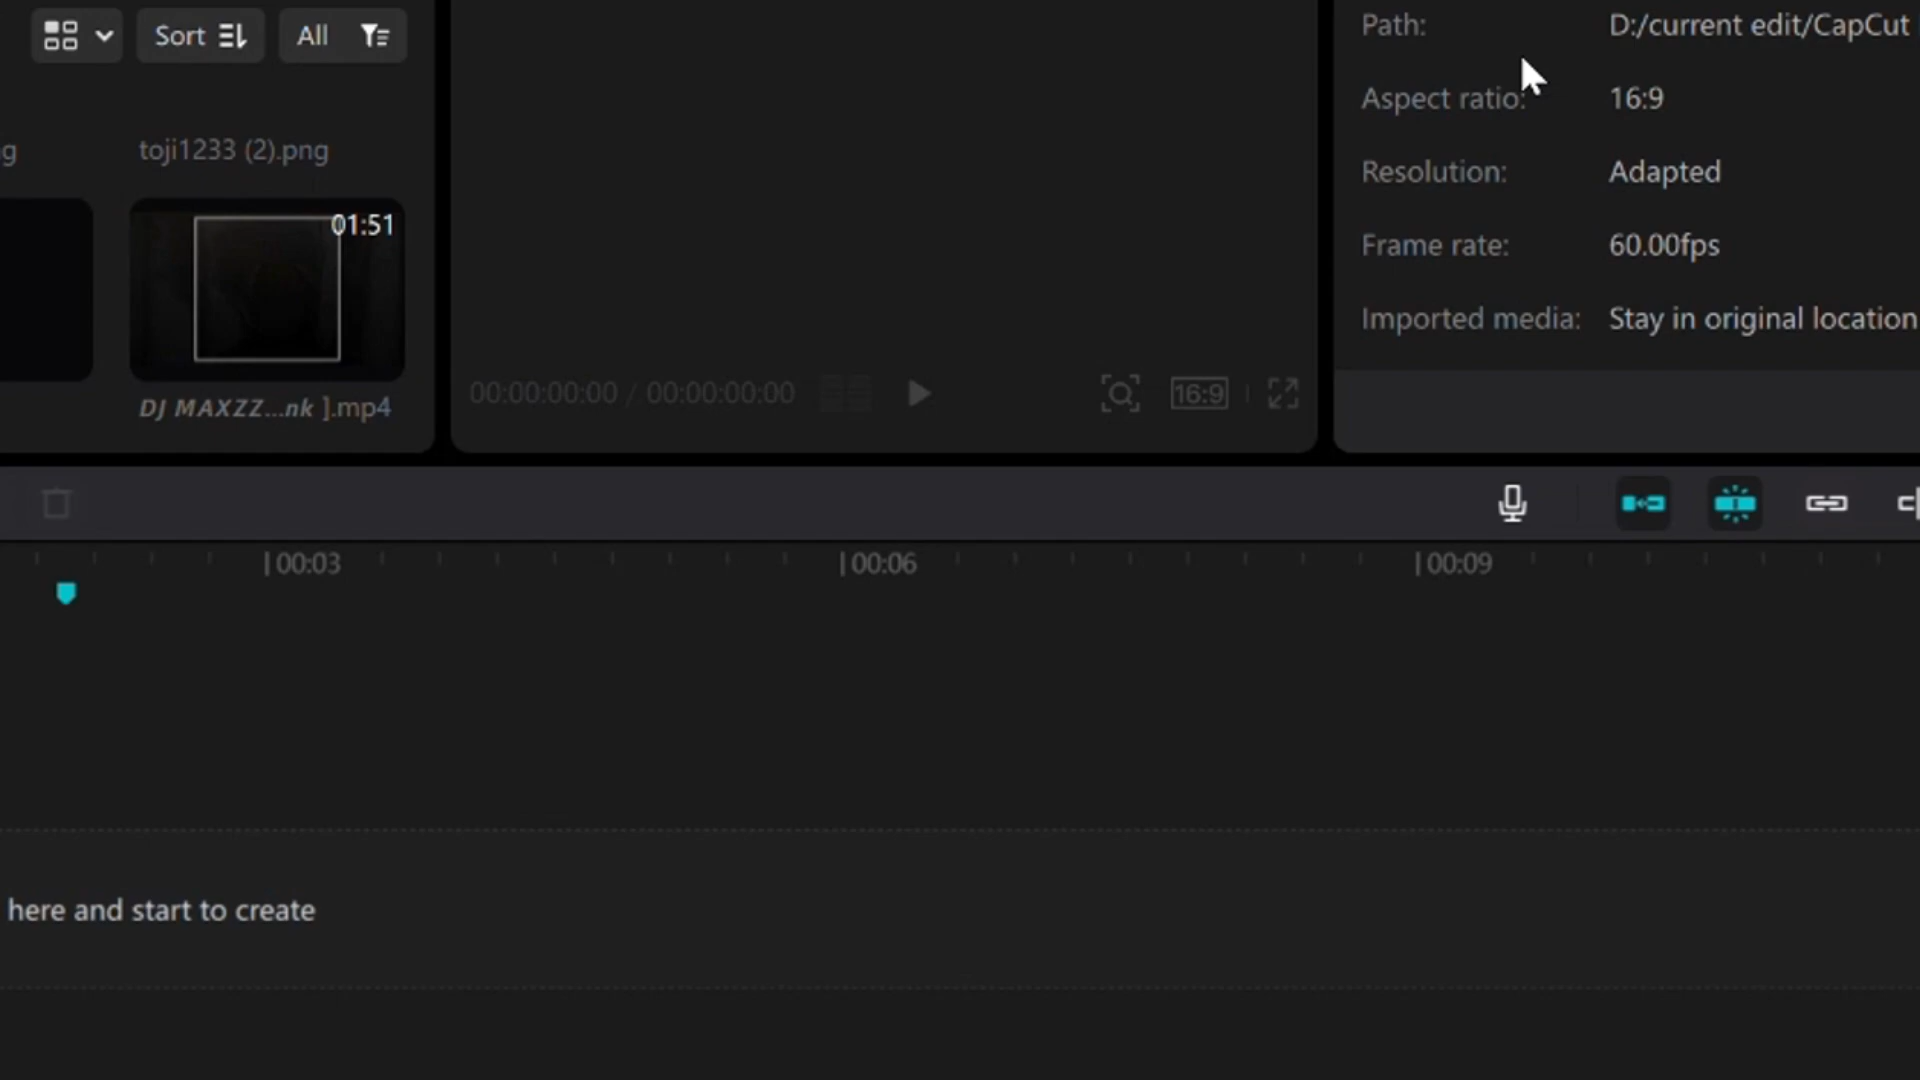 Sort
All
g
toji1233 (2).png
01:51
DJ MAXZZ...nk ].mp4
00:00:00:00 / 00:00:00:00
16:9
Path: D:/current edit/CapCut
Aspect ratio: 16:9
Resolution: Adapted
Frame rate: 60.00fps
Imported media: Stay in original location
00:03
00:06
00:09
here and start to create